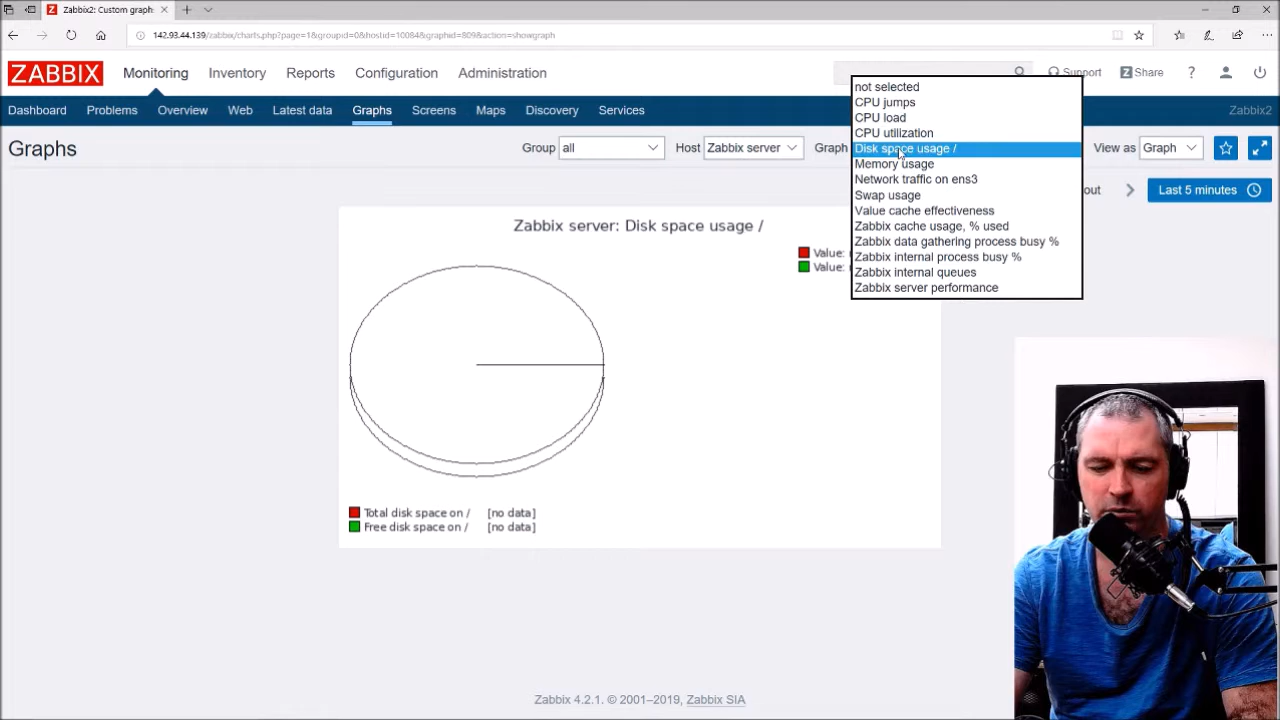 Zabbix2: Custom graph
142.93.44.139/zabbix/charts.php?page=1&groupid=0&hostid=10084&graphid=809&action=showgraph
ZABBIX
Monitoring
Inventory
Reports
Configuration
Administration
Support
Share
?
Dashboard
Problems
Overview
Web
Latest data
Graphs
Screens
Maps
Discovery
Services
Zabbix2
Graphs
Group
all
Host
Zabbix server
Graph
View as
Graph
not selected
CPU jumps
CPU load
CPU utilization
Disk space usage /
Memory usage
Network traffic on ens3
Swap usage
Value cache effectiveness
Zabbix cache usage, % used
Zabbix data gathering process busy %
Zabbix internal process busy %
Zabbix internal queues
Zabbix server performance
out
Last 5 minutes
Zabbix server: Disk space usage /
Value:
Value:
Total disk space on / [no data]
Free disk space on / [no data]
Zabbix 4.2.1. © 2001–2019, Zabbix SIA